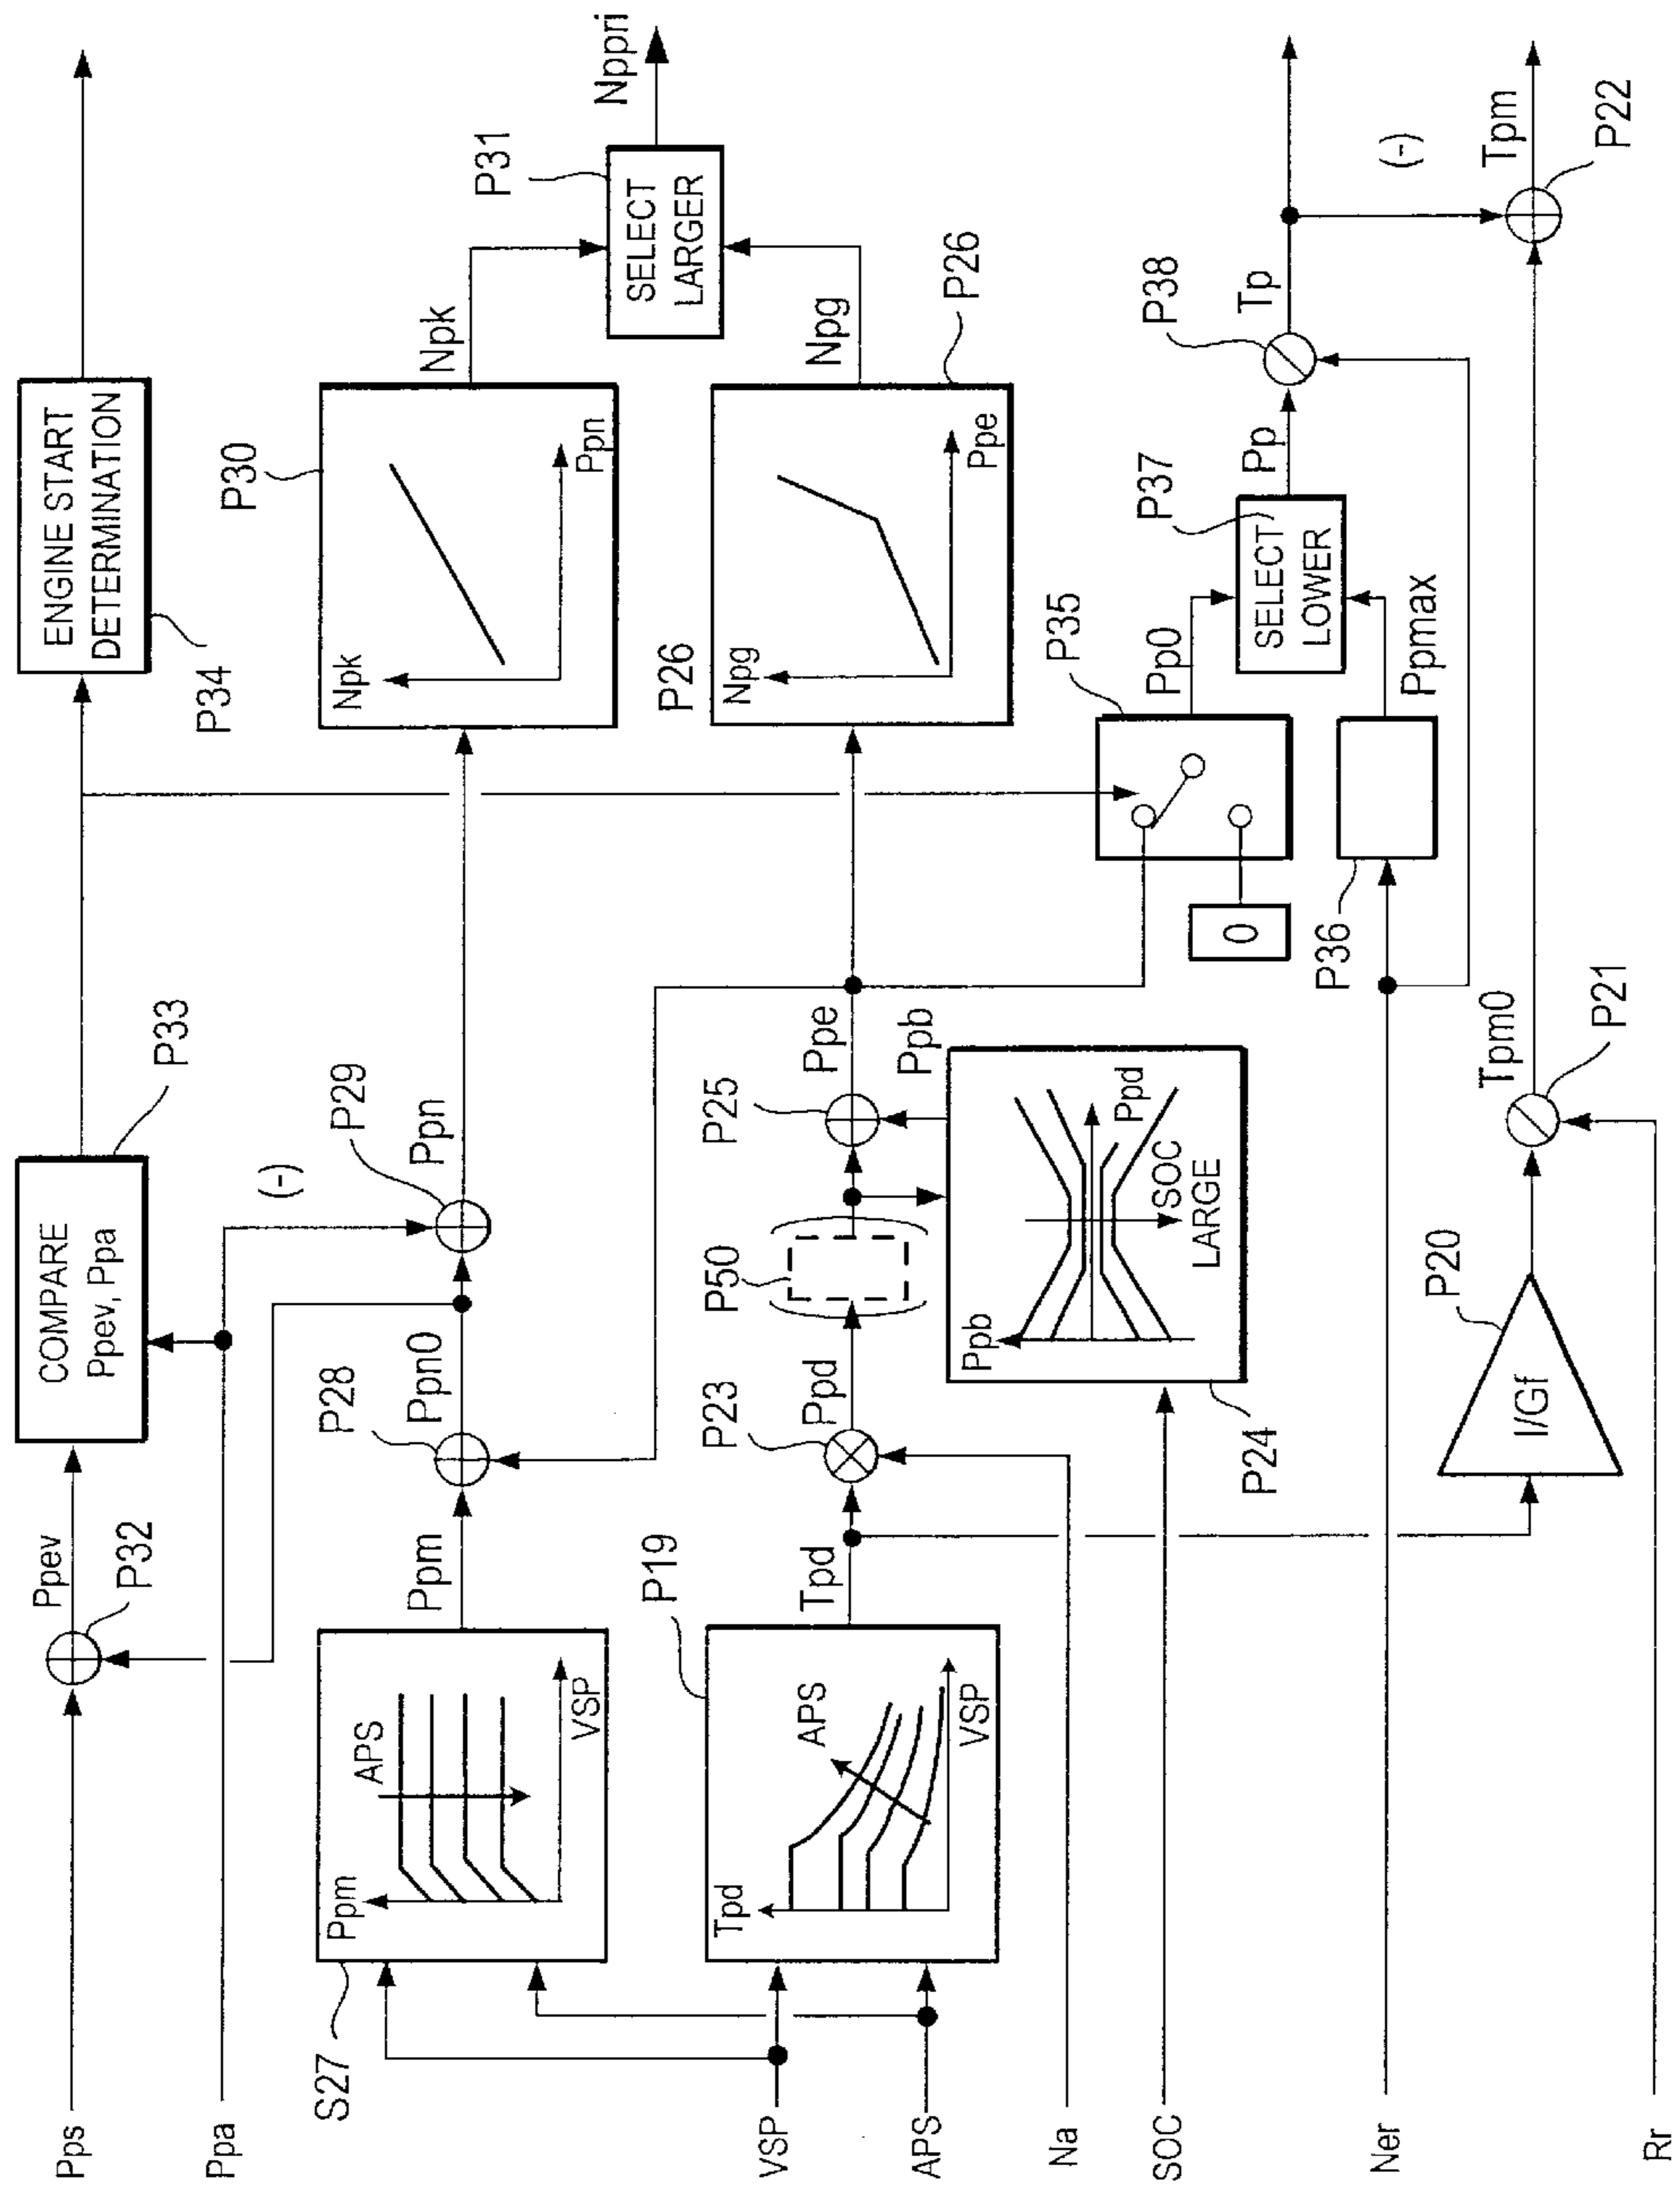 Pps
Ppev
P32
COMPARE
Ppev, Ppa
P33
ENGINE START
DETERMINATION
P34
Ppa
(-)
S27
Ppm
APS
VSP
Ppm
P28
Ppn0
P29
Ppn
P30
Npk
Ppn
Npk
P31
SELECT
LARGER
Nppri
VSP
APS
Tpd
APS
VSP
P19
Tpd
P23
Ppd
P50
P25
Ppe
Ppb
P26
Npg
Ppe
Npg
P26
Na
SOC
Ppb
Ppd
SOC
LARGE
P24
0
P35
Pp0
P37
SELECT
LOWER
Pp
P38
Tp
Ner
P36
Ppmax
(-)
I/Gf
P20
Tpm0
P21
Tpm
P22
Rr